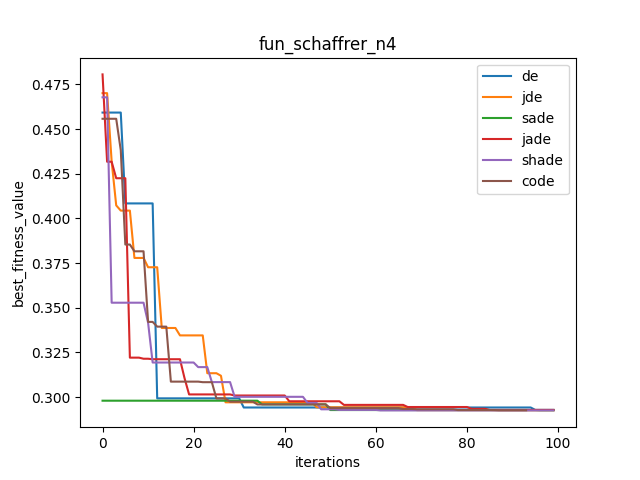 fun_schaffrer_n4
best_fitness_value
0.475
0.450
0.425
0.400
0.375
0.350
0.325
0.300
de
jde
sade
jade
shade
code
0 20 40 60 80 100
iterations